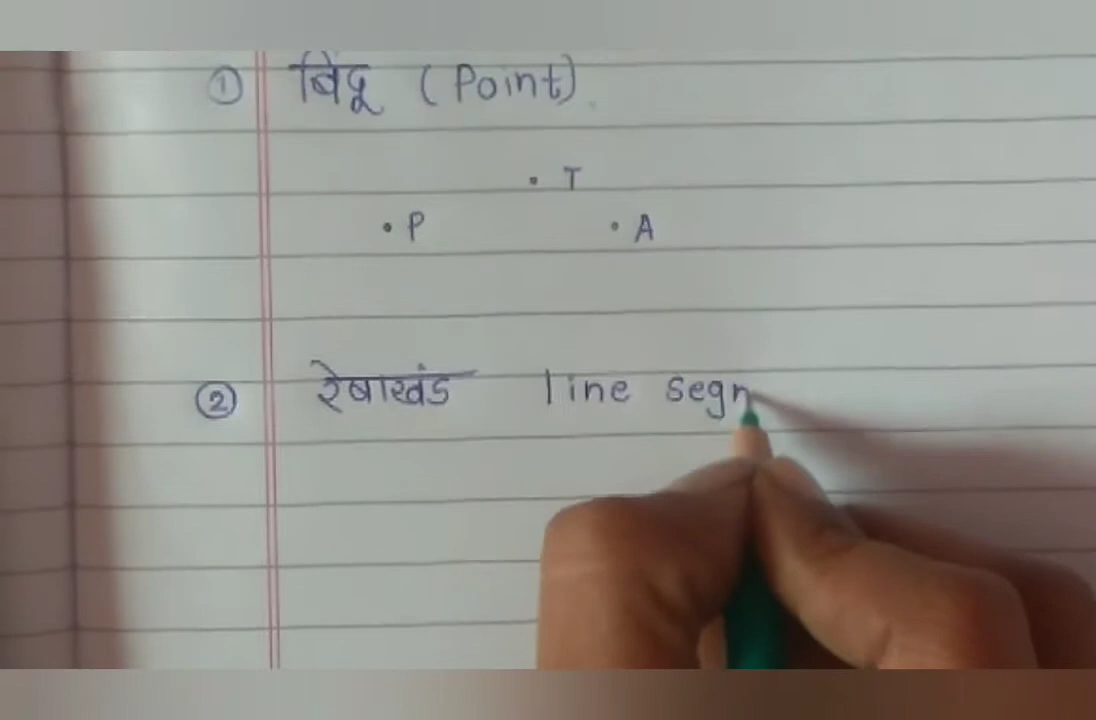 ① बिंदू (Point)
• T
• P • A
② रेषाखंड line segm